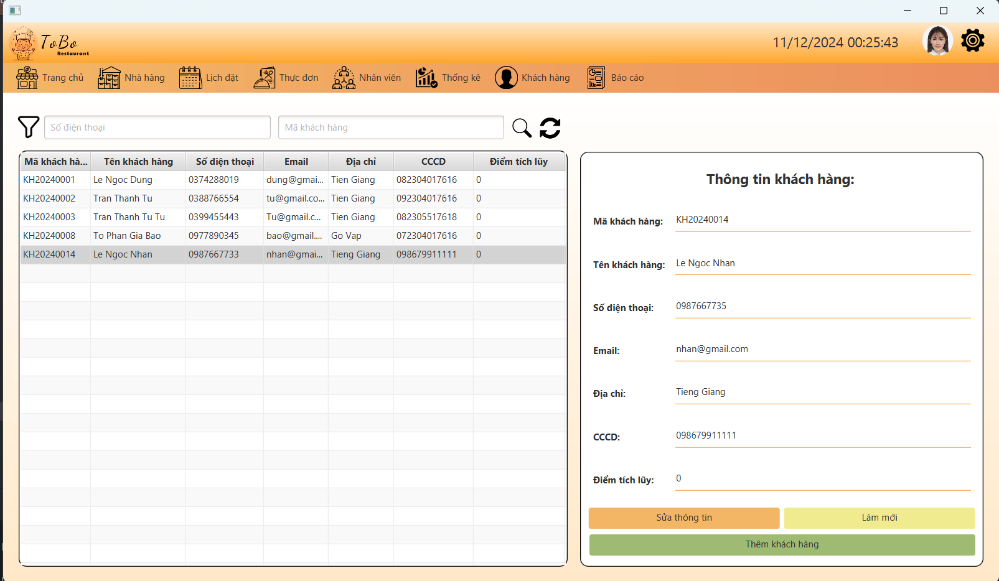 ToBo
Restaurant
11/12/2024 00:25:43
Trang chủ Nhà hàng Lịch đặt Thực đơn Nhân viên Thống kê Khách hàng Báo cáo
Số điện thoại Mã khách hàng
Mã khách hà... Tên khách hàng Số điện thoại Email Địa chỉ CCCD Điểm tích lũy
KH20240001 Le Ngoc Dung 0374288019 dung@gmai... Tien Giang 082304017616 0
KH20240002 Tran Thanh Tu 0388766554 tu@gmail.co... Tien Giang 092304017616 0
KH20240003 Tran Thanh Tu Tu 0399455443 Tu@gmail.c... Tien Giang 082305517618 0
KH20240008 To Phan Gia Bao 0977890345 bao@gmail.... Go Vap 072304017616 0
KH20240014 Le Ngoc Nhan 0987667733 nhan@gmai... Tieng Giang 098679911111 0
Thông tin khách hàng:
Mã khách hàng: KH20240014
Tên khách hàng: Le Ngoc Nhan
Số điện thoại: 0987667735
Email: nhan@gmail.com
Địa chỉ: Tieng Giang
CCCD: 098679911111
Điểm tích lũy: 0
Sửa thông tin Làm mới
Thêm khách hàng